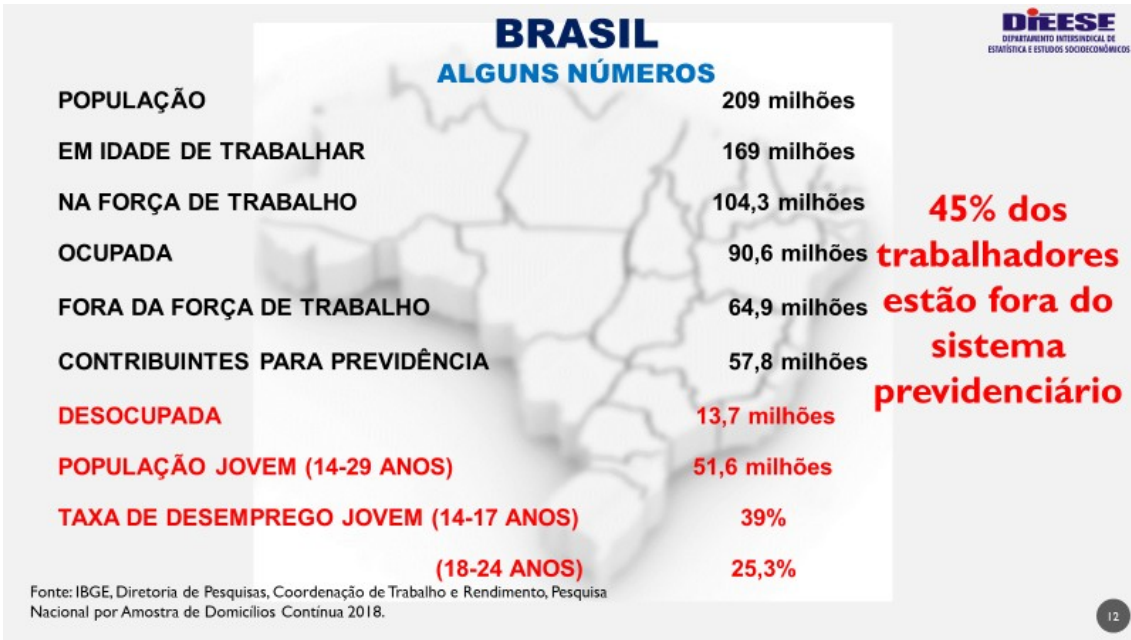 BRASIL
ALGUNS NÚMEROS
DIEESE
DEPARTAMENTO INTERSINDICAL DE
ESTATÍSTICA E ESTUDOS SOCIOECONÔMICOS
POPULAÇÃO 209 milhões
EM IDADE DE TRABALHAR 169 milhões
NA FORÇA DE TRABALHO 104,3 milhões
OCUPADA 90,6 milhões
FORA DA FORÇA DE TRABALHO 64,9 milhões
CONTRIBUINTES PARA PREVIDÊNCIA 57,8 milhões
DESOCUPADA 13,7 milhões
POPULAÇÃO JOVEM (14-29 ANOS) 51,6 milhões
TAXA DE DESEMPREGO JOVEM (14-17 ANOS) 39%
(18-24 ANOS) 25,3%
45% dos
trabalhadores
estão fora do
sistema
previdenciário
Fonte: IBGE, Diretoria de Pesquisas, Coordenação de Trabalho e Rendimento, Pesquisa
Nacional por Amostra de Domicílios Contínua 2018.
12